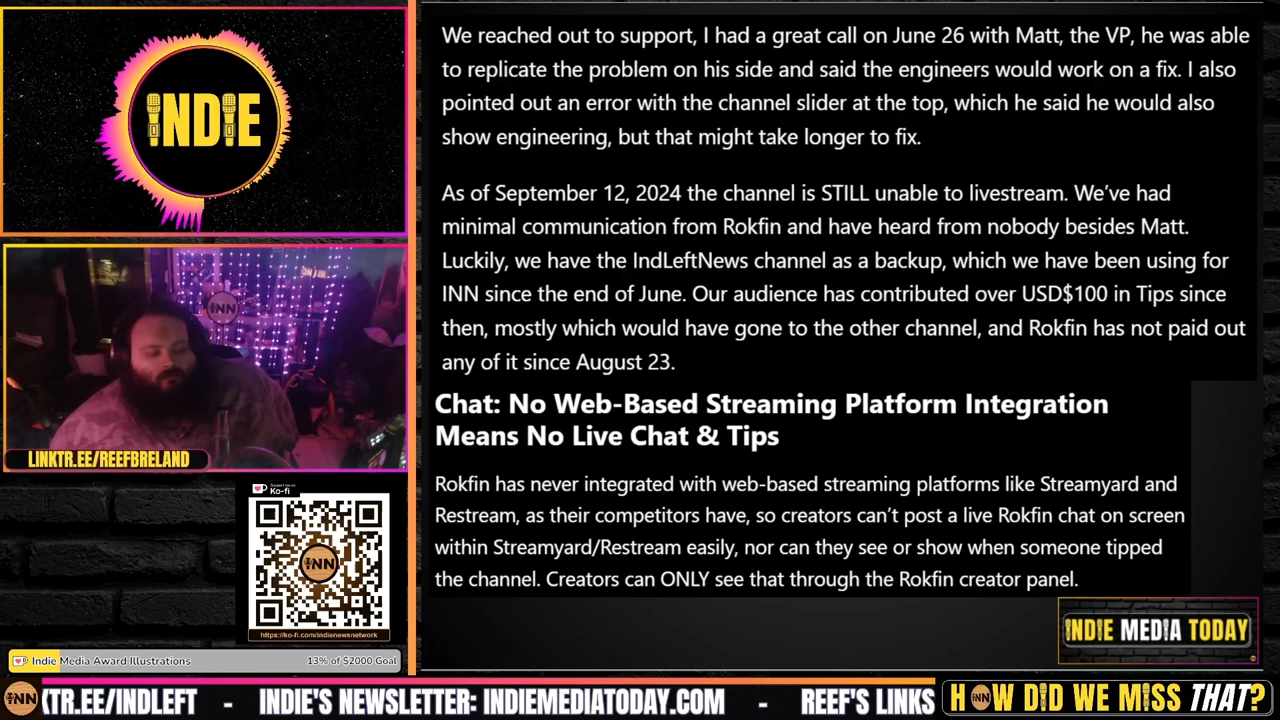 INDIE
We reached out to support, I had a great call on June 26 with Matt, the VP, he was able
to replicate the problem on his side and said the engineers would work on a fix. I also
pointed out an error with the channel slider at the top, which he said he would also
show engineering, but that might take longer to fix.
As of September 12, 2024 the channel is STILL unable to livestream. We’ve had
minimal communication from Rokfin and have heard from nobody besides Matt.
Luckily, we have the IndLeftNews channel as a backup, which we have been using for
INN since the end of June. Our audience has contributed over USD$100 in Tips since
then, mostly which would have gone to the other channel, and Rokfin has not paid out
any of it since August 23.
Chat: No Web-Based Streaming Platform Integration
Means No Live Chat & Tips
Rokfin has never integrated with web-based streaming platforms like Streamyard and
Restream, as their competitors have, so creators can’t post a live Rokfin chat on screen
within Streamyard/Restream easily, nor can they see or show when someone tipped
the channel. Creators can ONLY see that through the Rokfin creator panel.
INN
LINKTR.EE/REEFBRELAND
Support me on
Ko-fi
INN
https://ko-fi.com/indienewsnetwork
Indie Media Award Illustrations 13% of $2000 Goal
INDIE MEDIA TODAY
INN
KTR.EE/INDLEFT - INDIE'S NEWSLETTER: INDIEMEDIATODAY.COM - REEF'S LINKS
HOW DID WE MISS THAT?